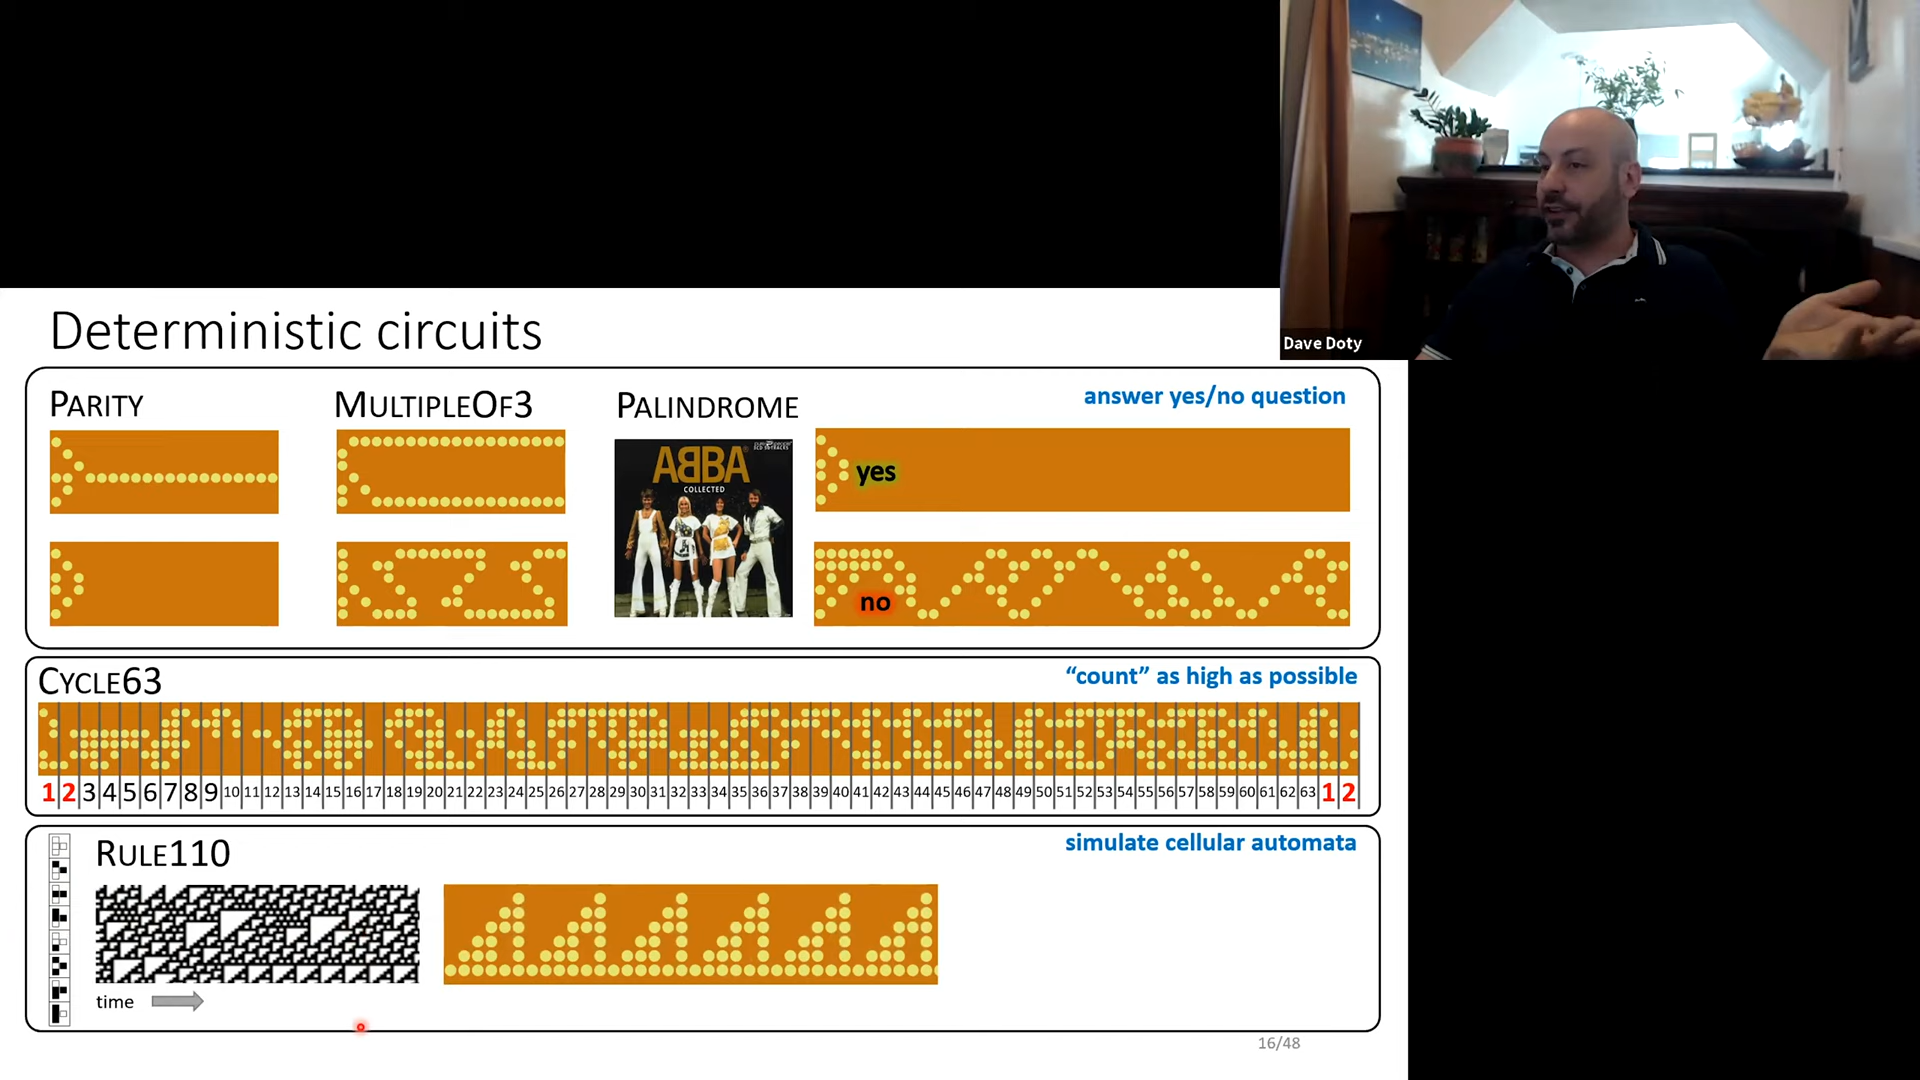 Dave Doty
Deterministic circuits
PARITY
MULTIPLEOF3
PALINDROME
answer yes/no question
ABBA
COLLECTED
yes
no
CYCLE63
“count” as high as possible
1 2 3 4 5 6 7 8 9 10 11 12 13 14 15 16 17 18 19 20 21 22 23 24 25 26 27 28 29 30 31 32 33 34 35 36 37 38 39 40 41 42 43 44 45 46 47 48 49 50 51 52 53 54 55 56 57 58 59 60 61 62 63 1 2
RULE110
simulate cellular automata
time
16/48